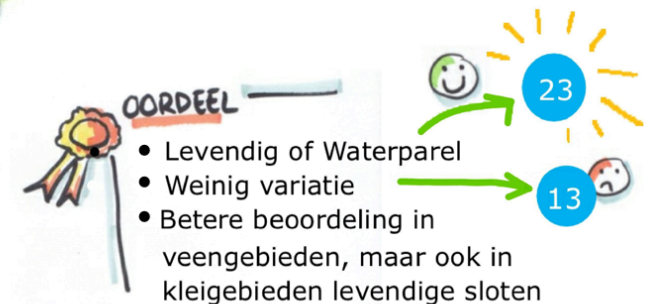 OORDEEL
23
• Levendig of Waterparel
• Weinig variatie
13
• Betere beoordeling in
veengebieden, maar ook in
kleigebieden levendige sloten